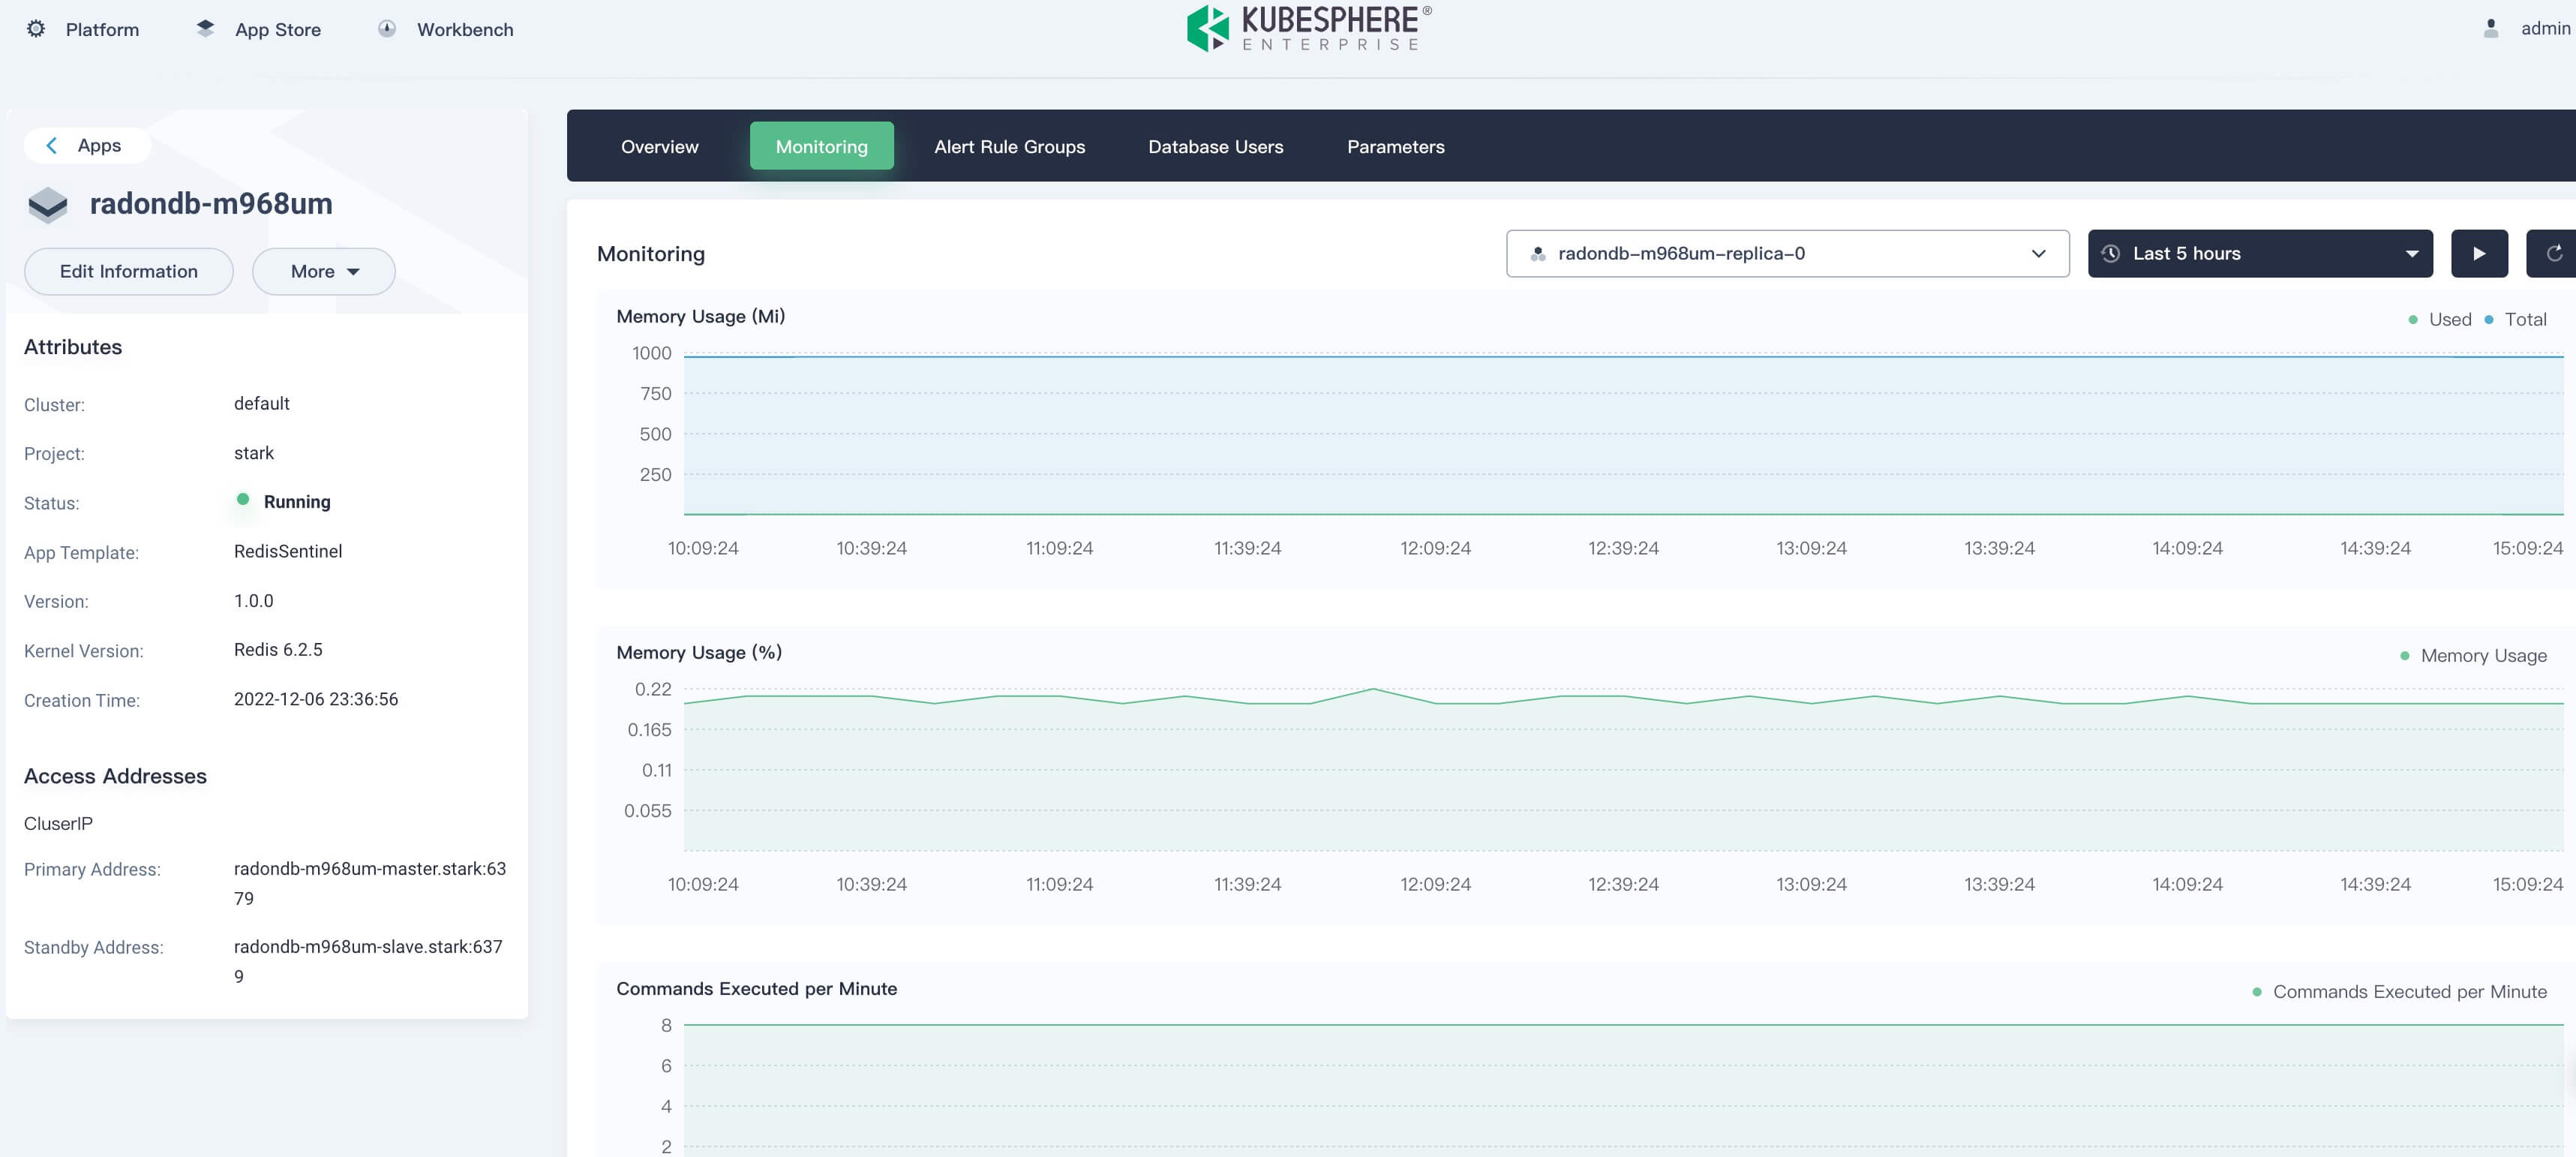 Platform
App Store
Workbench
KUBESPHERE®
ENTERPRISE
admin
Apps
radondb-m968um
Edit Information
More
Attributes
Cluster: default
Project: stark
Status: Running
App Template: RedisSentinel
Version: 1.0.0
Kernel Version: Redis 6.2.5
Creation Time: 2022-12-06 23:36:56
Access Addresses
CluserIP
Primary Address: radondb-m968um-master.stark:63
79
Standby Address: radondb-m968um-slave.stark:637
9
Overview
Monitoring
Alert Rule Groups
Database Users
Parameters
Monitoring
radondb-m968um-replica-0
Last 5 hours
Memory Usage (Mi)
Used Total
1000
750
500
250
10:09:24 10:39:24 11:09:24 11:39:24 12:09:24 12:39:24 13:09:24 13:39:24 14:09:24 14:39:24 15:09:24
Memory Usage (%)
Memory Usage
0.22
0.165
0.11
0.055
10:09:24 10:39:24 11:09:24 11:39:24 12:09:24 12:39:24 13:09:24 13:39:24 14:09:24 14:39:24 15:09:24
Commands Executed per Minute
Commands Executed per Minute
8
6
4
2